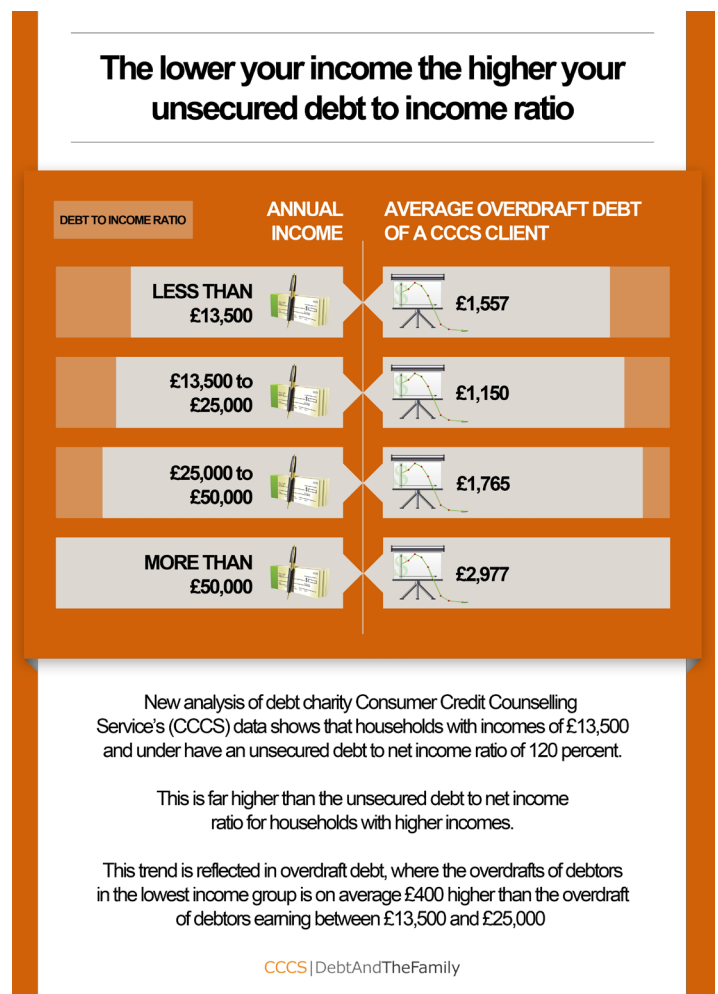 The lower your income the higher your
unsecured debt to income ratio
DEBT TO INCOME RATIO
ANNUAL
INCOME
AVERAGE OVERDRAFT DEBT
OF A CCCS CLIENT
LESS THAN
£13,500
£1,557
£13,500 to
£25,000
£1,150
£25,000 to
£50,000
£1,765
MORE THAN
£50,000
£2,977
New analysis of debt charity Consumer Credit Counselling
Service's (CCCS) data shows that households with incomes of £13,500
and under have an unsecured debt to net income ratio of 120 percent.
This is far higher than the unsecured debt to net income
ratio for households with higher incomes.
This trend is reflected in overdraft debt, where the overdrafts of debtors
in the lowest income group is on average £400 higher than the overdraft
of debtors earning between £13,500 and £25,000
CCCS|DebtAndTheFamily